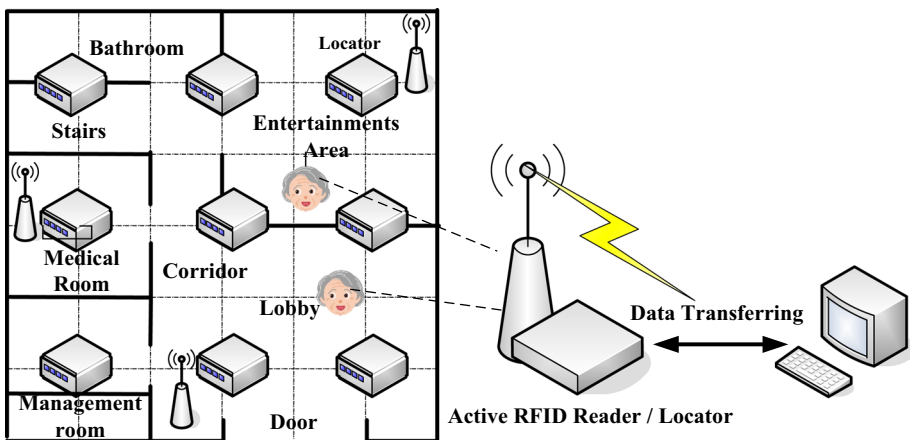 Bathroom
Locator
Stairs
Entertainments
Area
Medical
Room
Corridor
Lobby
Management
room
Door
Data Transferring
Active RFID Reader / Locator